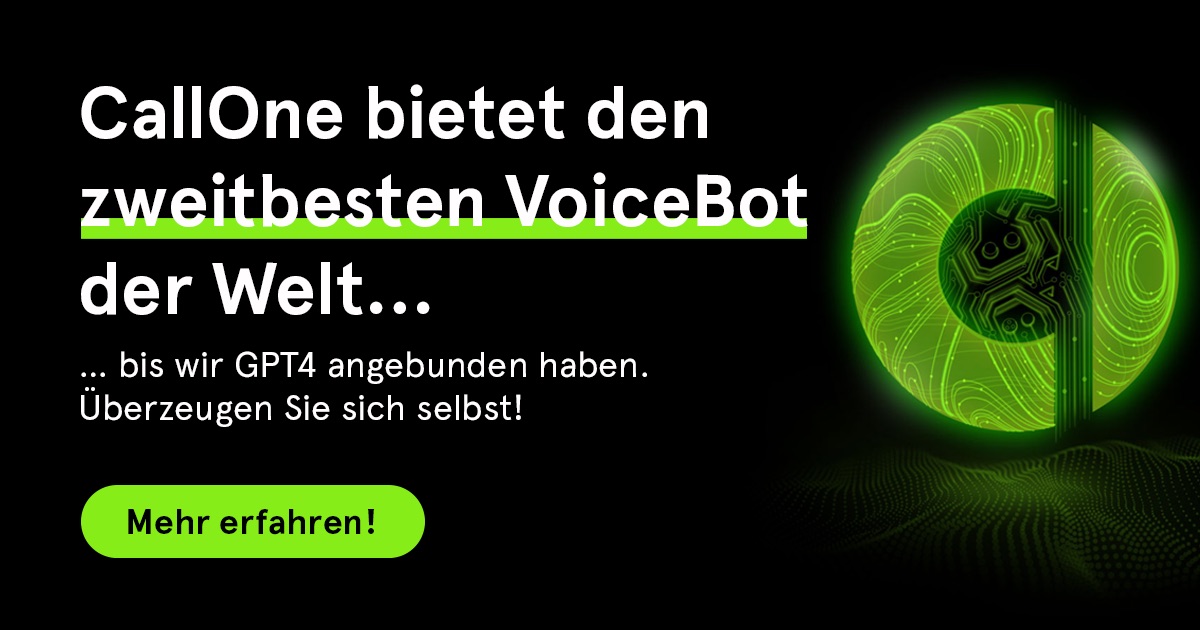 CallOne bietet den
zweitbesten VoiceBot
der Welt...
... bis wir GPT4 angebunden haben.
Überzeugen Sie sich selbst!
Mehr erfahren!